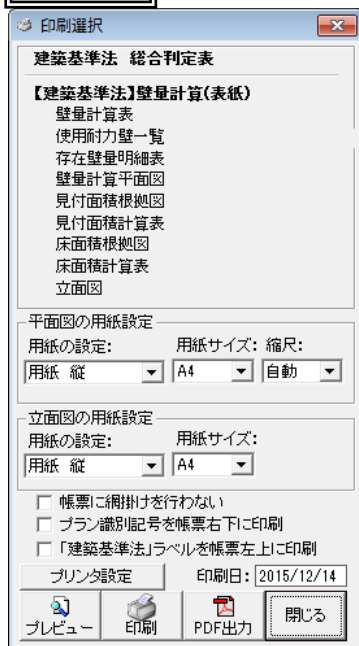 印刷選択
建築基準法 総合判定表
【建築基準法】壁量計算(表紙)
壁量計算表
使用耐力壁一覧
存在壁量明細表
壁量計算平面図
見付面積根拠図
見付面積計算表
床面積根拠図
床面積計算表
立面図
平面図の用紙設定
用紙の設定: 用紙サイズ: 縮尺:
用紙 縦 A4 自動
立面図の用紙設定
用紙の設定: 用紙サイズ:
用紙 縦 A4
帳票に網掛けを行わない
プラン識別記号を帳票右下に印刷
「建築基準法」ラベルを帳票左上に印刷
プリンタ設定 印刷日: 2015/12/14
プレビュー 印刷 PDF出力 閉じる